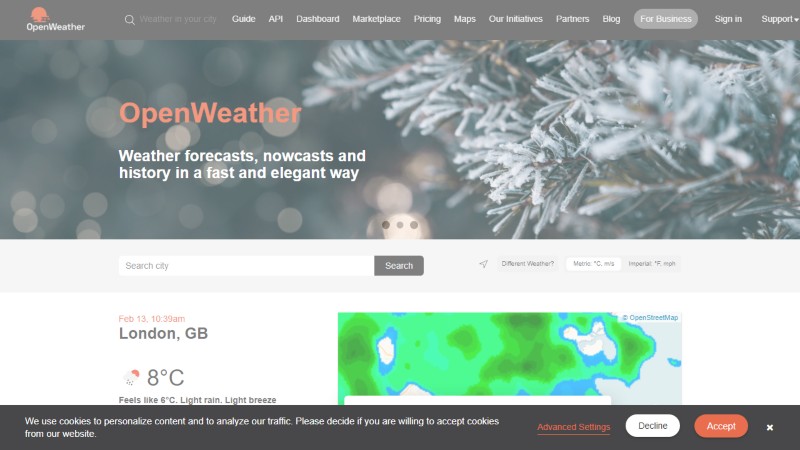 OpenWeather
Weather in your city
Guide
API
Dashboard
Marketplace
Pricing
Maps
Our Initiatives
Partners
Blog
For Business
Sign in
Support
OpenWeather
Weather forecasts, nowcasts and
history in a fast and elegant way
Search city
Search
Different Weather?
Metric: °C, m/s
Imperial: °F, mph
Feb 13, 10:39am
London, GB
8°C
Feels like 6°C. Light rain. Light breeze
© OpenStreetMap
We use cookies to personalize content and to analyze our traffic. Please decide if you are willing to accept cookies
from our website.
Advanced Settings
Decline
Accept